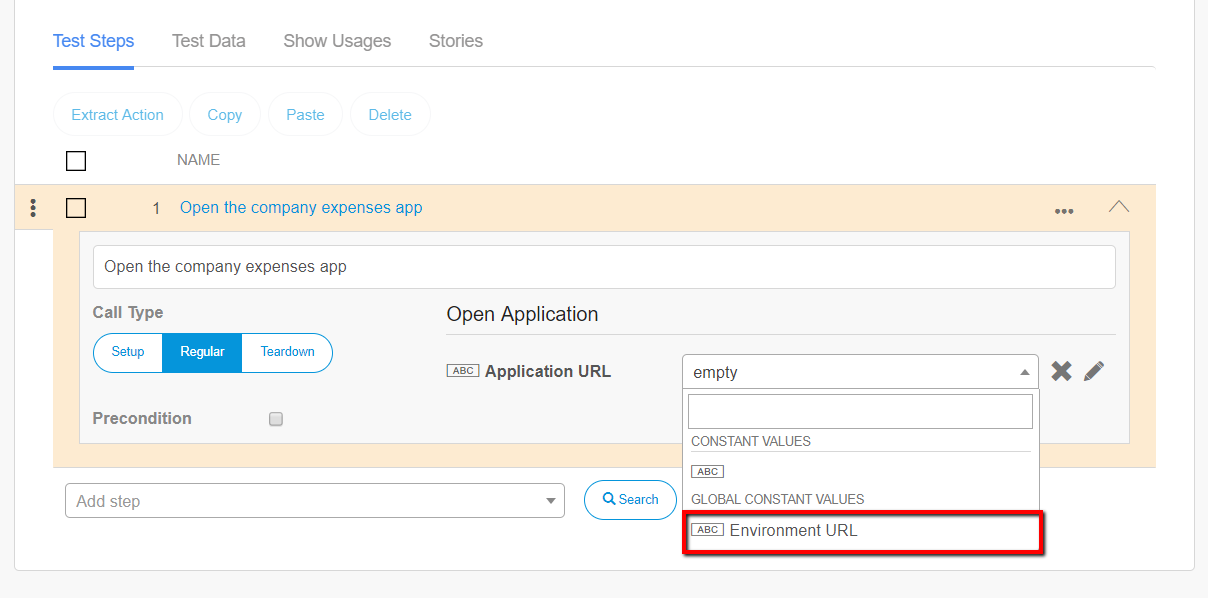 Test Steps Test Data Show Usages Stories
Extract Action Copy Paste Delete
NAME
1 Open the company expenses app
Open the company expenses app
Call Type
Open Application
Setup Regular Teardown
ABC Application URL
empty
Precondition
CONSTANT VALUES
ABC
GLOBAL CONSTANT VALUES
Add step
Search
ABC Environment URL